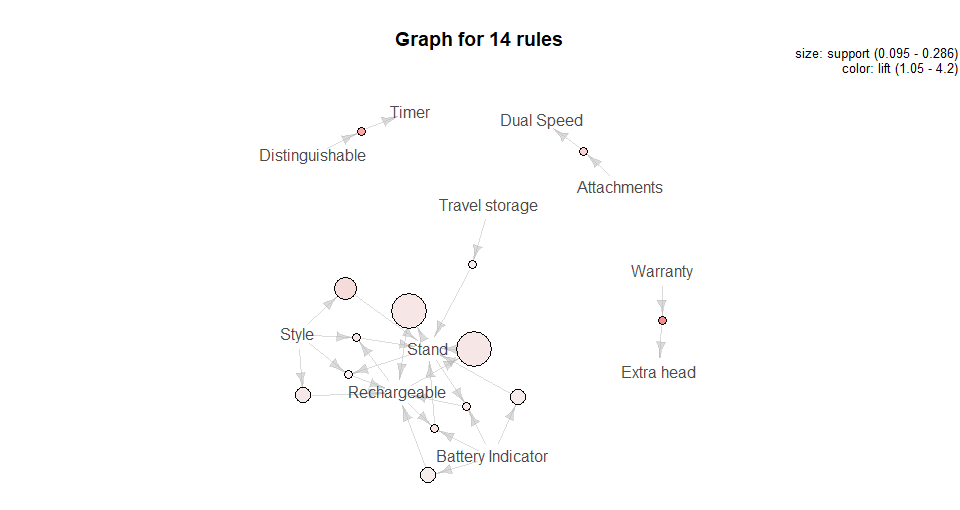 Graph for 14 rules
size: support (0.095 - 0.286)
color: lift (1.05 - 4.2)
Timer
Dual Speed
Distinguishable
Attachments
Travel storage
Warranty
Style
Stand
Extra head
Rechargeable
Battery Indicator